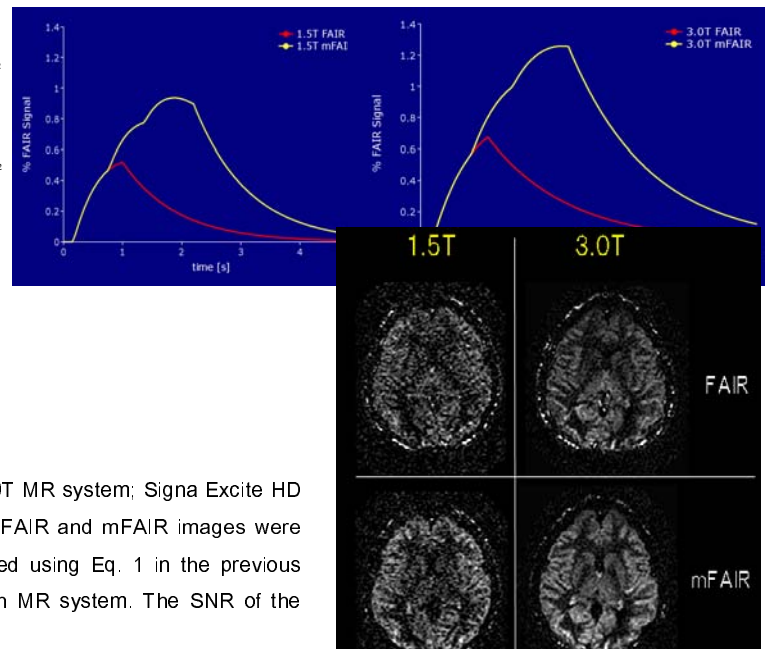 1.4
1.2
1
0.8
0.6
0.4
0.2
0
% FAIR Signal
0 1 2 3 4
time [s]
1.5T FAIR
1.5T mFAI
1.4
1.2
1
0.8
0.6
0.4
0.2
% FAIR Signal
3.0T FAIR
3.0T mFAIR
1.5T 3.0T
FAIR
mFAIR
T MR system; Signa Excite HD
FAIR and mFAIR images were
ed using Eq. 1 in the previous
MR system. The SNR of the